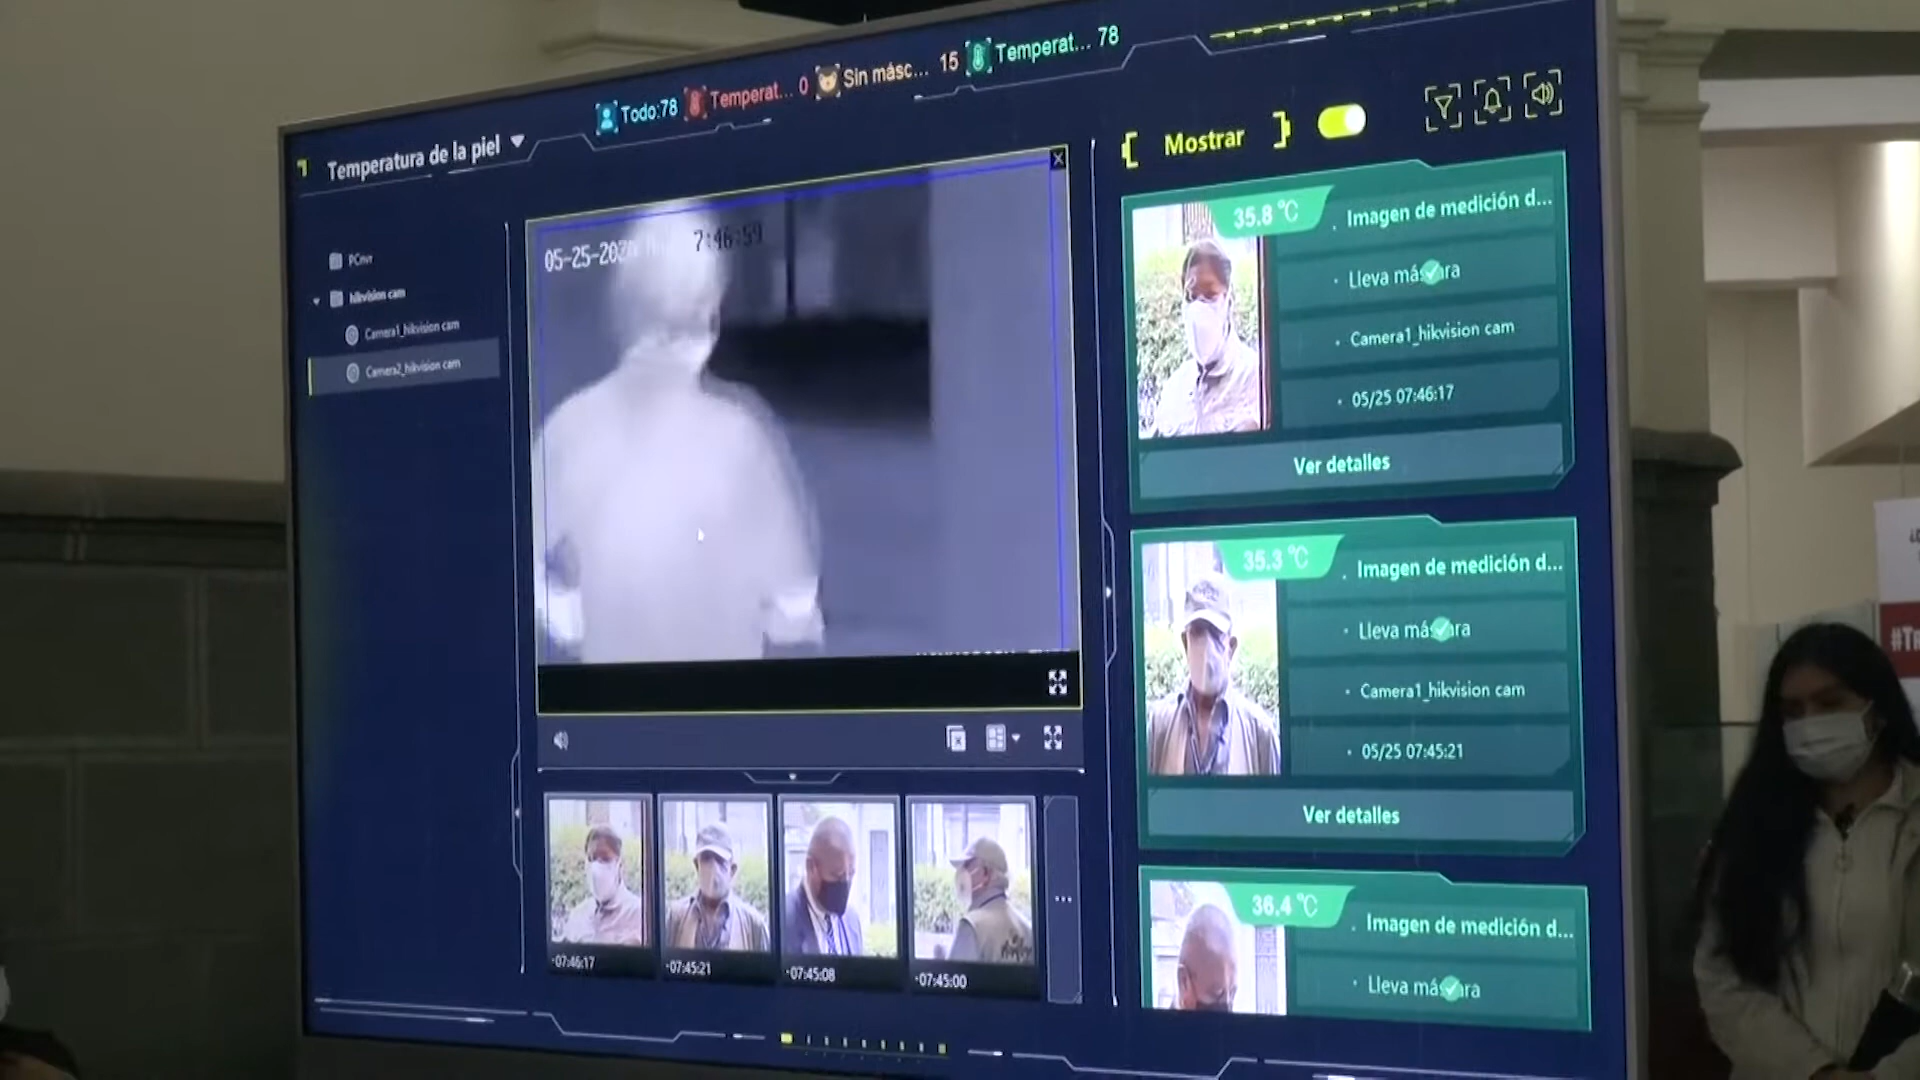 Todo:78
Temperat... 0
Sin másc... 15
Temperat... 78
Temperatura de la piel
PCnvr
hikvision cam
Camera1_hikvision cam
Camera2_hikvision cam
05-25-2020
7:46:59
Mostrar
35.8 °C
Imagen de medición d...
Lleva máscara
Camera1_hikvision cam
05/25 07:46:17
Ver detalles
35.3 °C
Imagen de medición d...
Lleva máscara
Camera1_hikvision cam
05/25 07:45:21
Ver detalles
36.4 °C
Imagen de medición d...
Lleva máscara
07:46:17
07:45:21
07:45:08
07:45:00